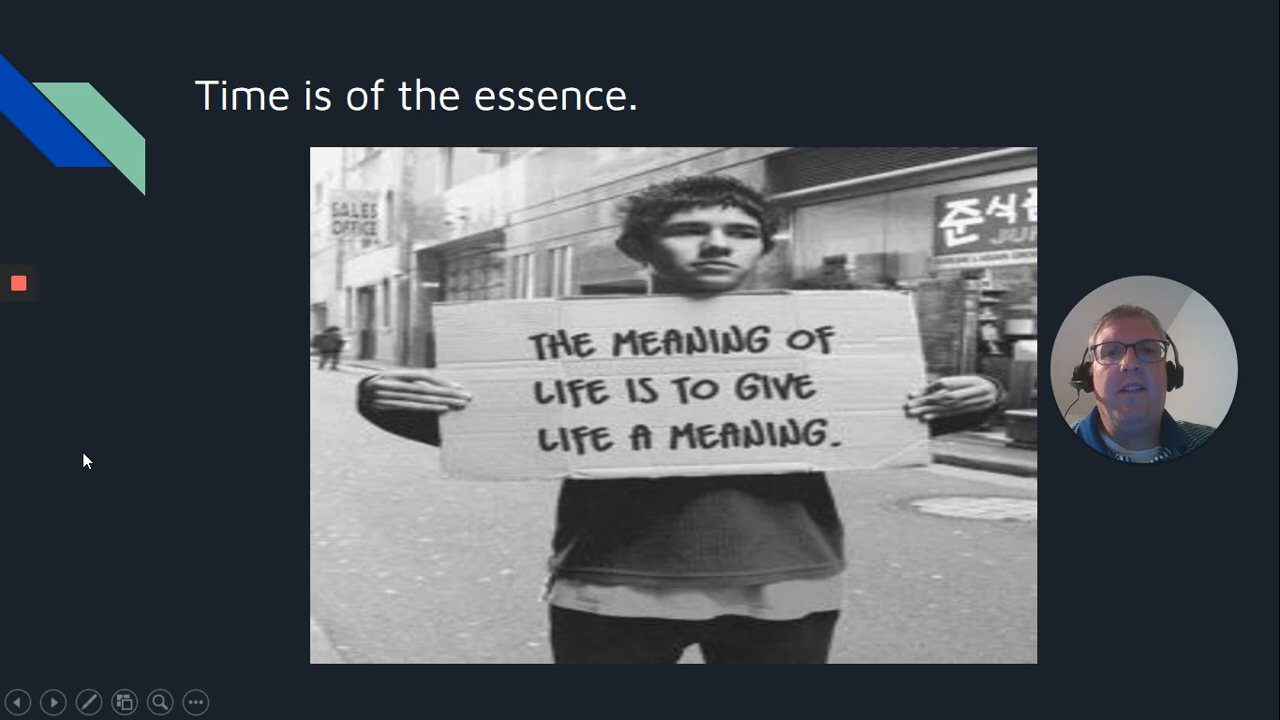 Time is of the essence.
SALES
OFFICE
준식
THE MEANING OF
LIFE IS TO GIVE
LIFE A MEANING.